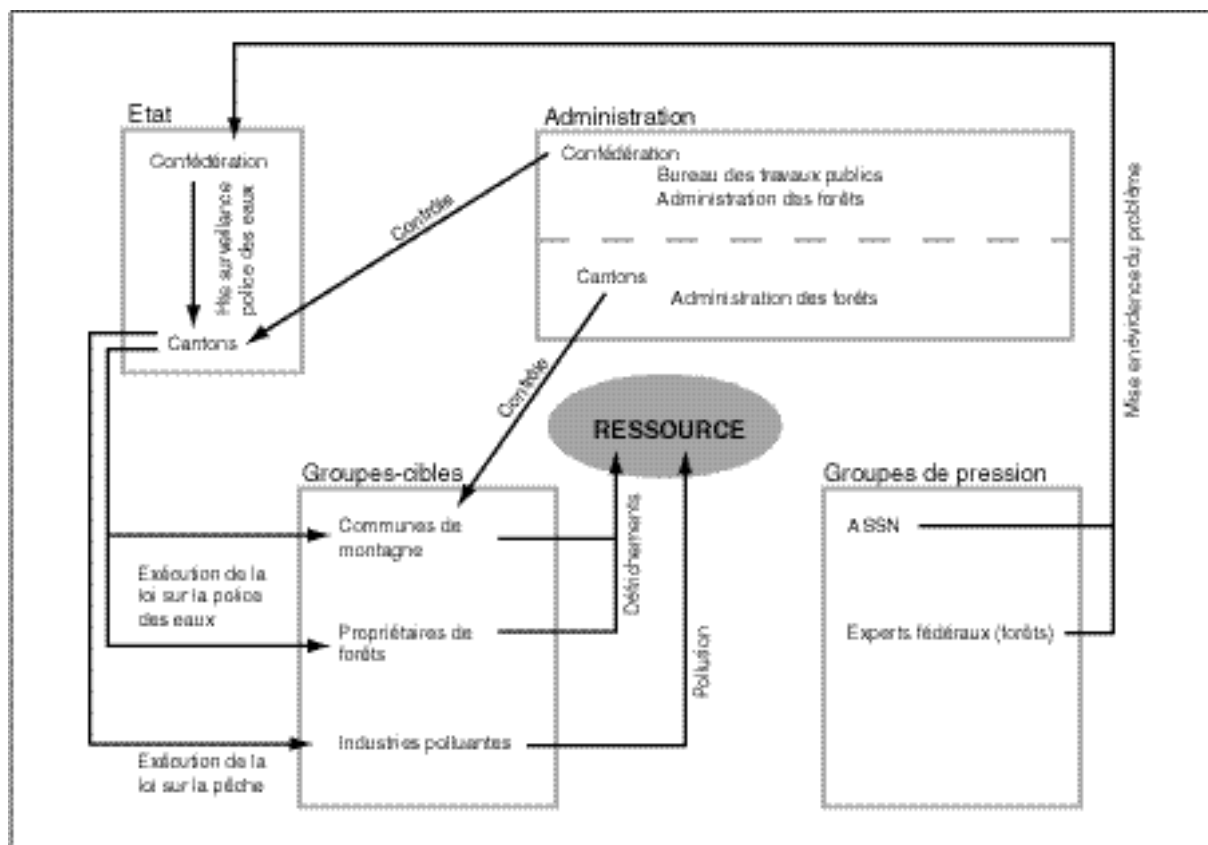 Etat
Confédération
Hte surveillance
police des eaux
Cantons
Administration
Confédération
Bureau des travaux publics
Administration des forêts
Cantons
Administration des forêts
Contrôle
Contrôle
RESSOURCE
Groupes-cibles
Communes de
montagne
Propriétaires de
forêts
Industries polluantes
Exécution de la
loi sur la police
des eaux
Exécution de la
loi sur la pêche
Défrichements
Pollution
Groupes de pression
ASSN
Experts fédéraux (forêts)
Mise en évidence du problème